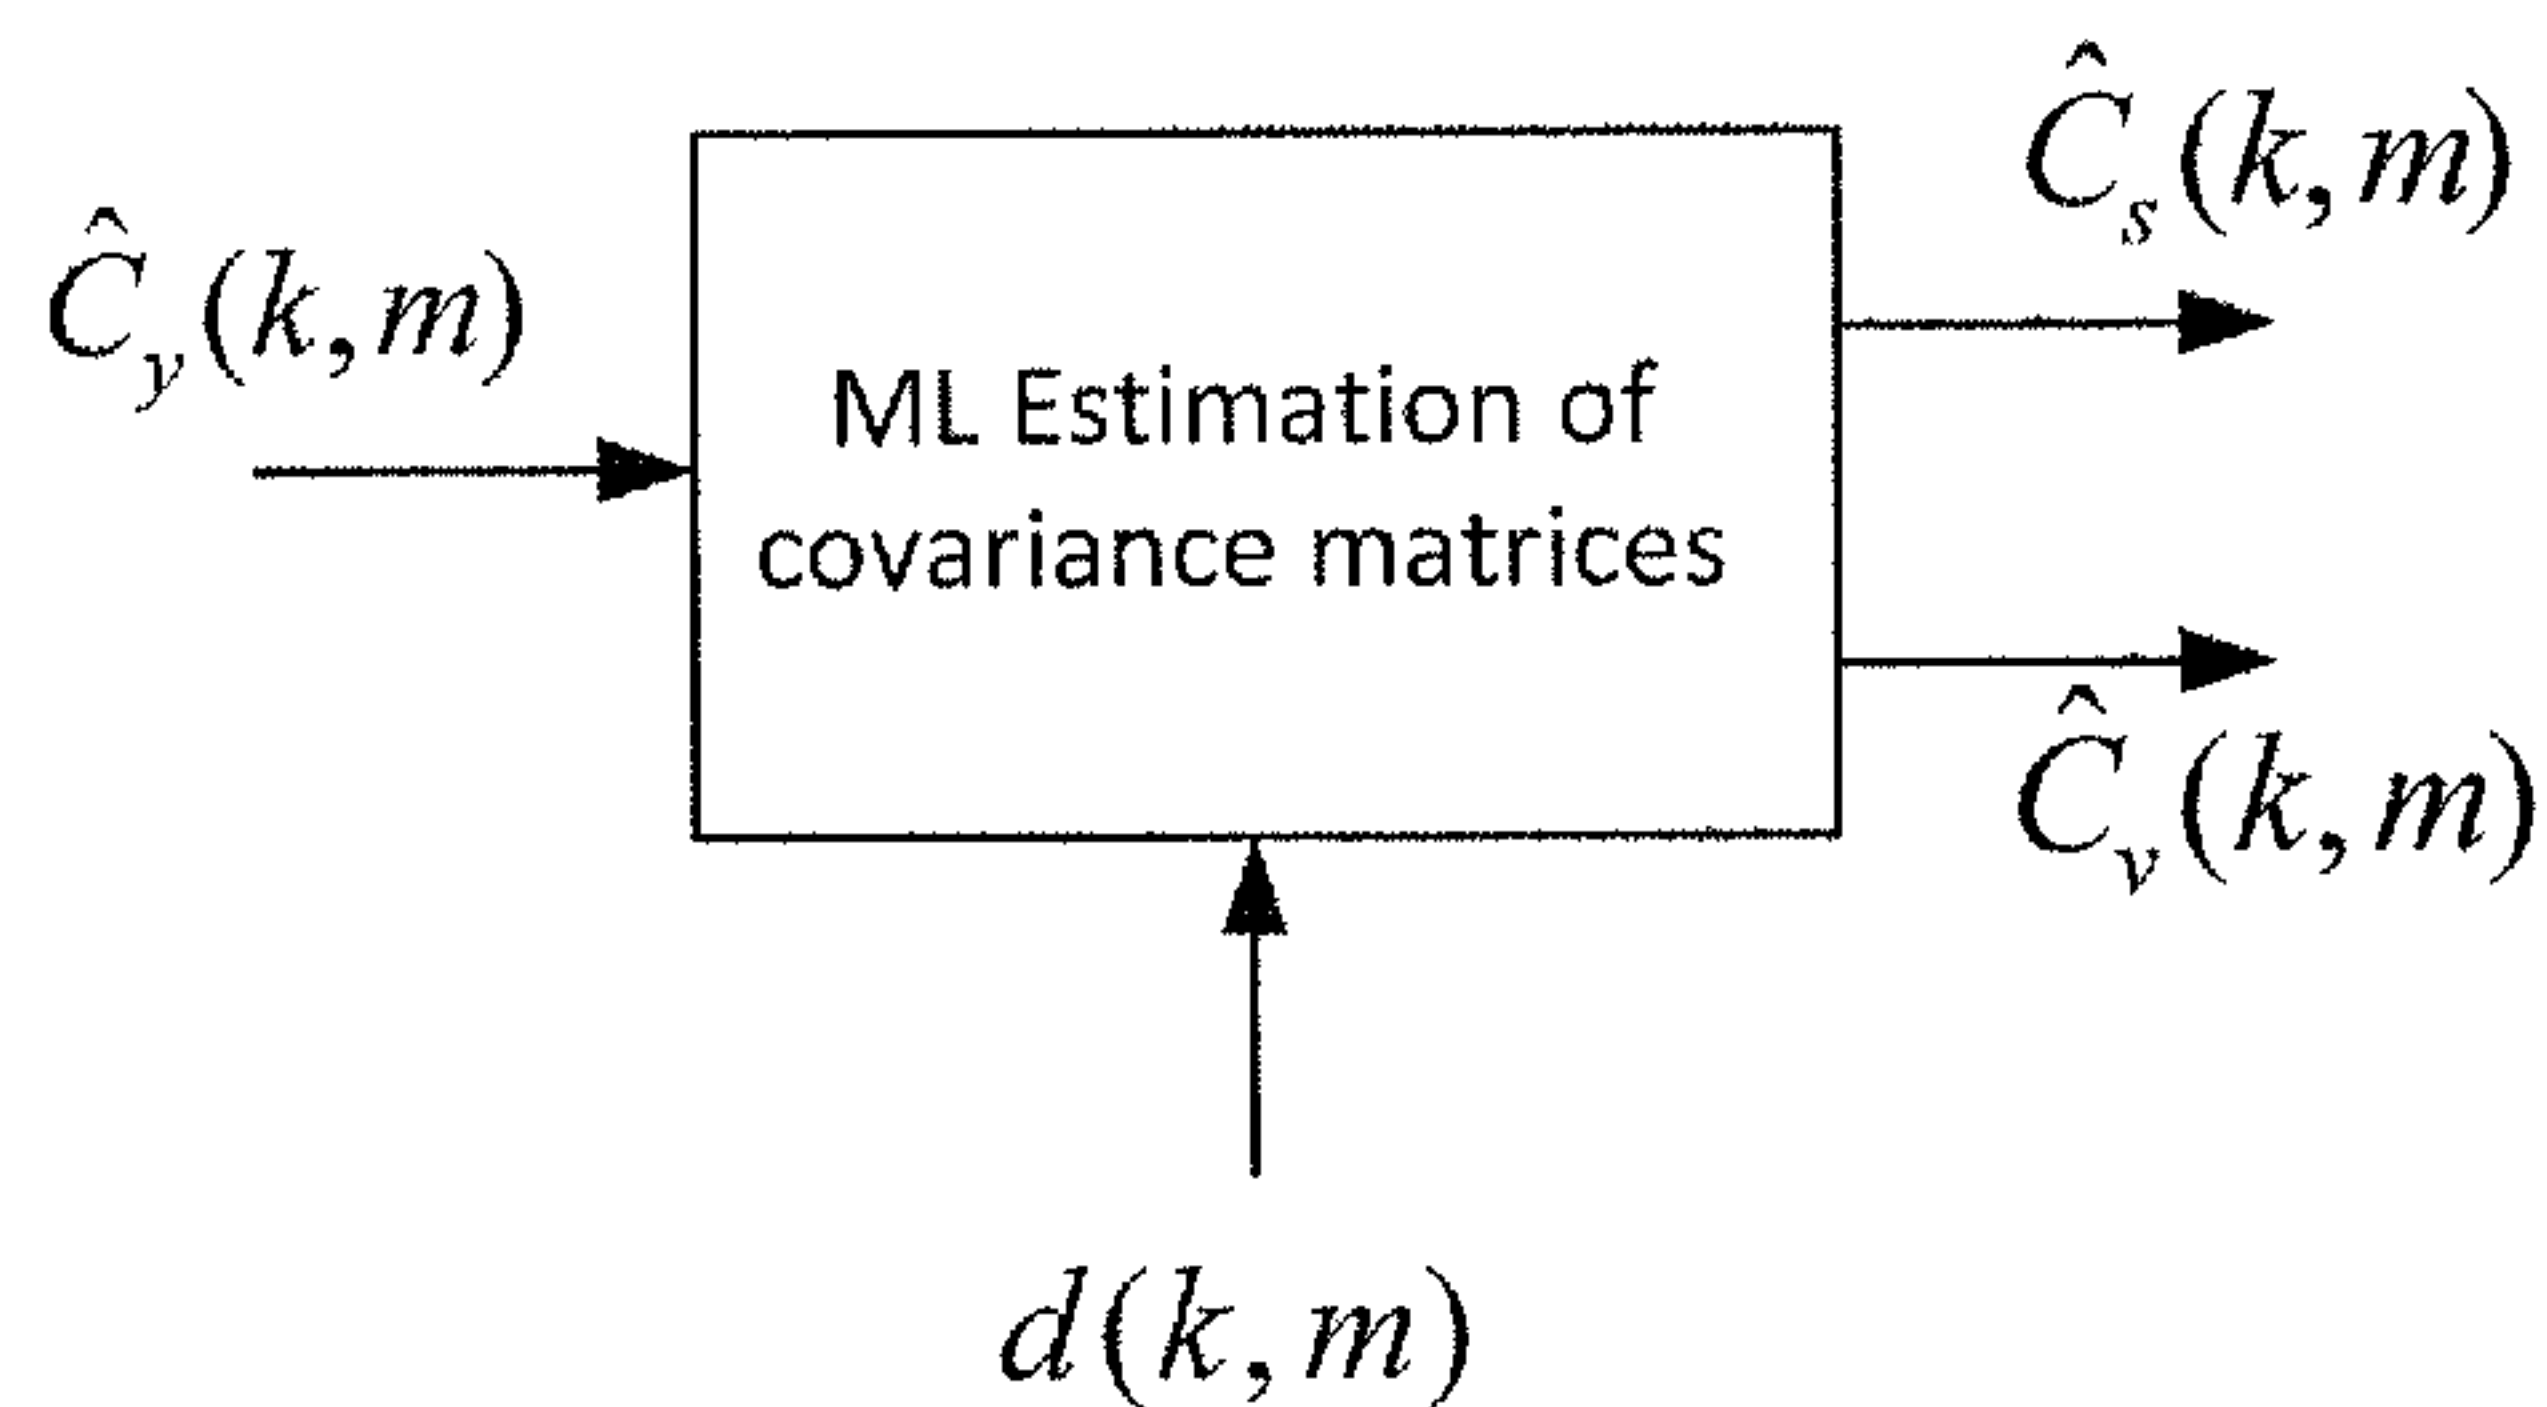 Ĉ_s(k,m)
Ĉ_y(k,m)
ML Estimation of
covariance matrices
Ĉ_v(k,m)
d(k,m)